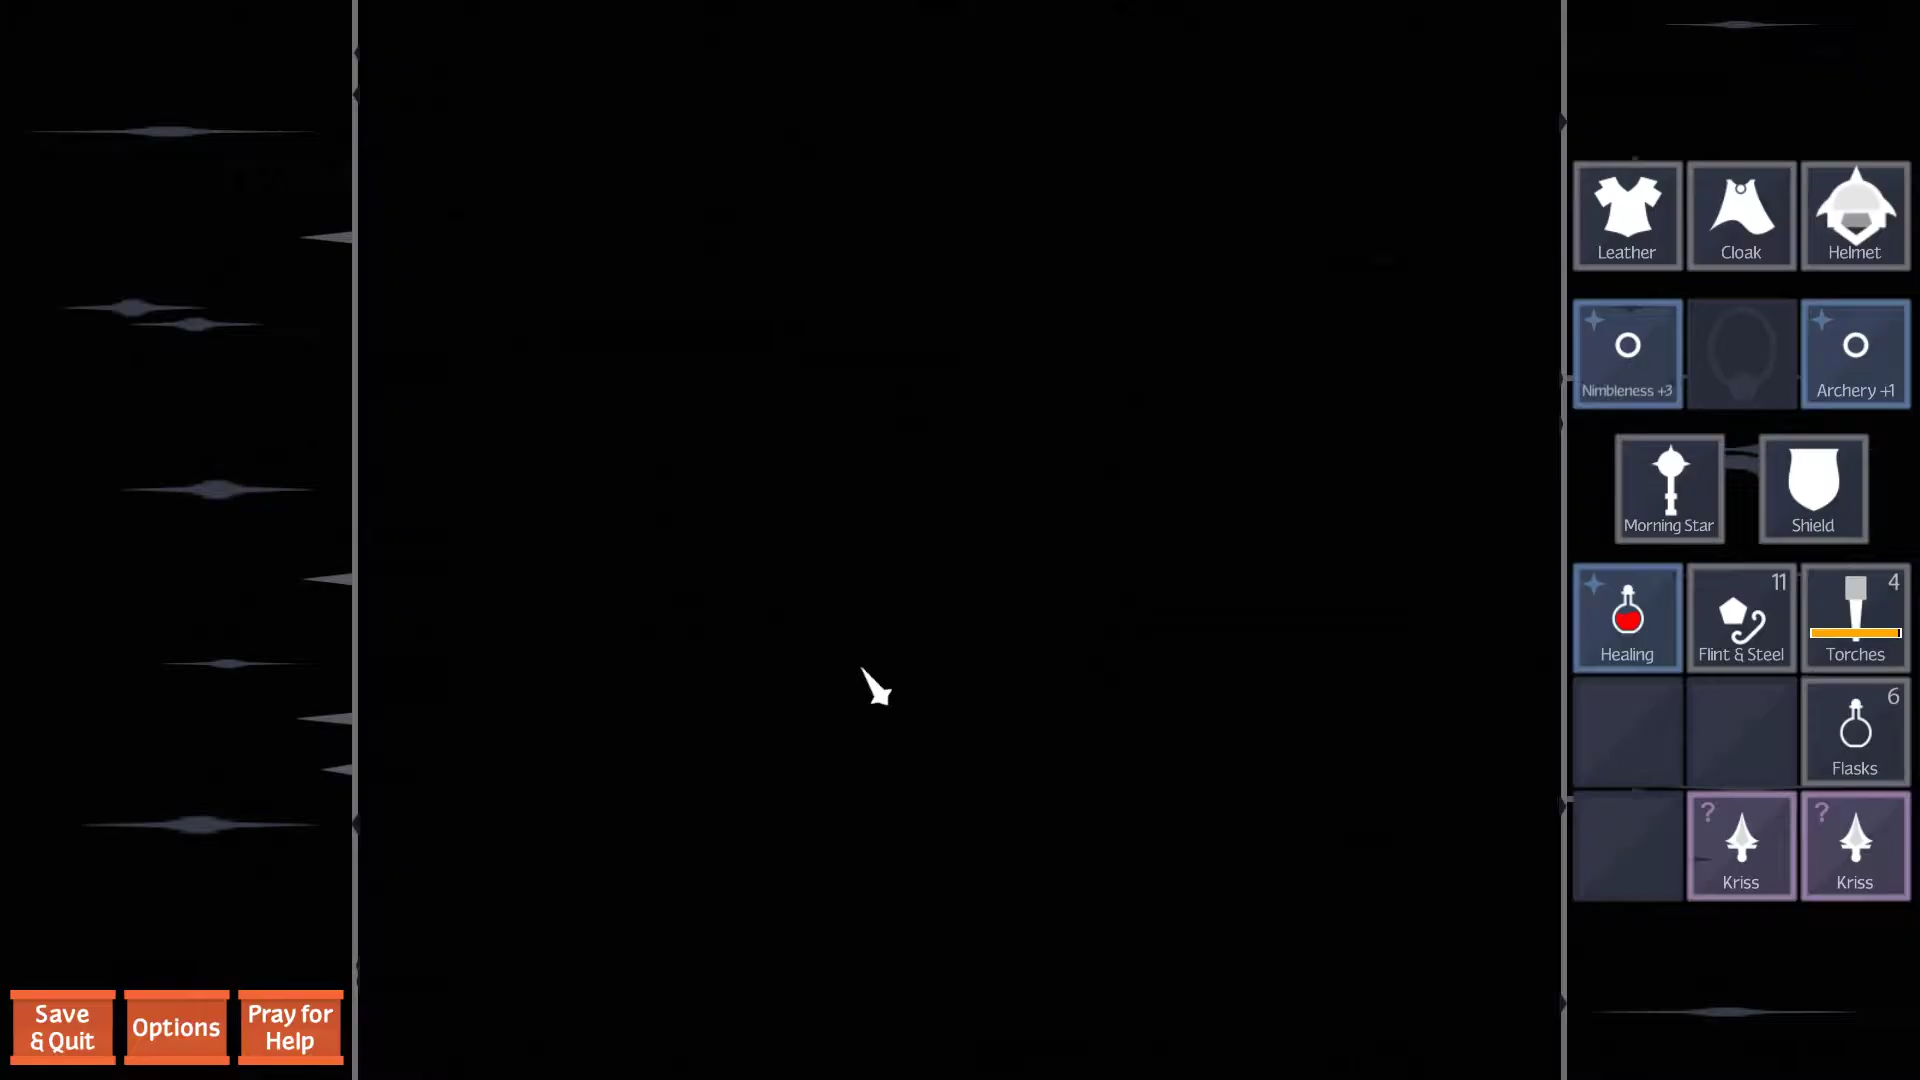 Leather
Cloak
Helmet
Nimbleness +3
Archery +1
Morning Star
Shield
Healing
11
Flint & Steel
4
Torches
6
Flasks
?
Kriss
?
Kriss
Save
& Quit
Options
Pray for
Help